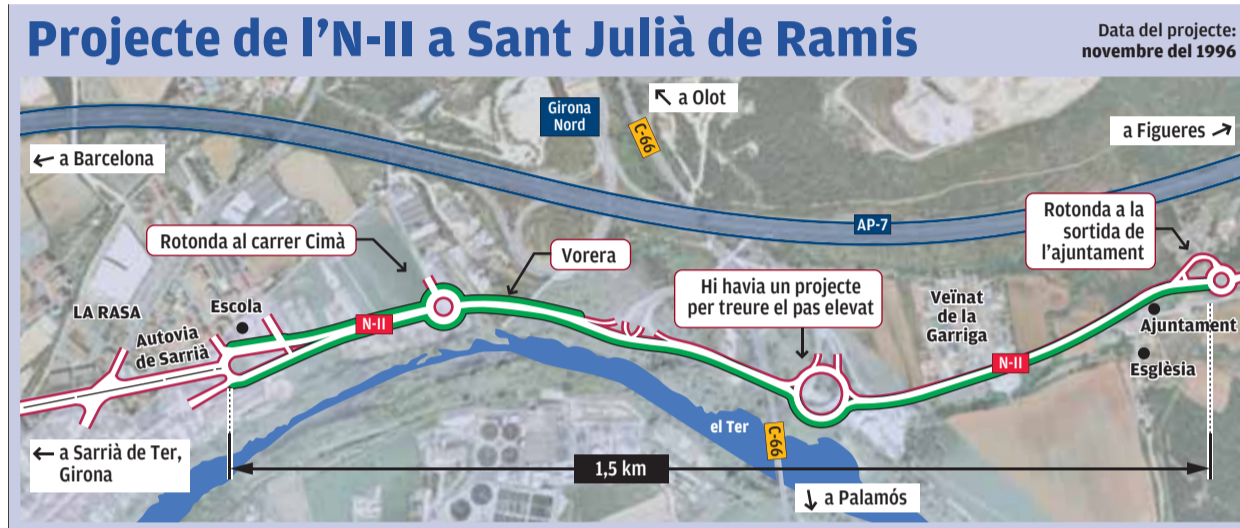 Projecte de l'N-II a Sant Julià de Ramis
Data del projecte:
novembre del 1996
a Olot
Girona
Nord
C-66
a Figueres
a Barcelona
AP-7
Rotonda a la
sortida de
l'ajuntament
Rotonda al carrer Cimà
Vorera
Hi havia un projecte
per treure el pas elevat
Veïnat
de la
Garriga
LA RASA
Escola
N-II
Autovia
de Sarrià
Ajuntament
N-II
Esglèsia
el Ter
C-66
a Sarrià de Ter,
Girona
1,5 km
a Palamós